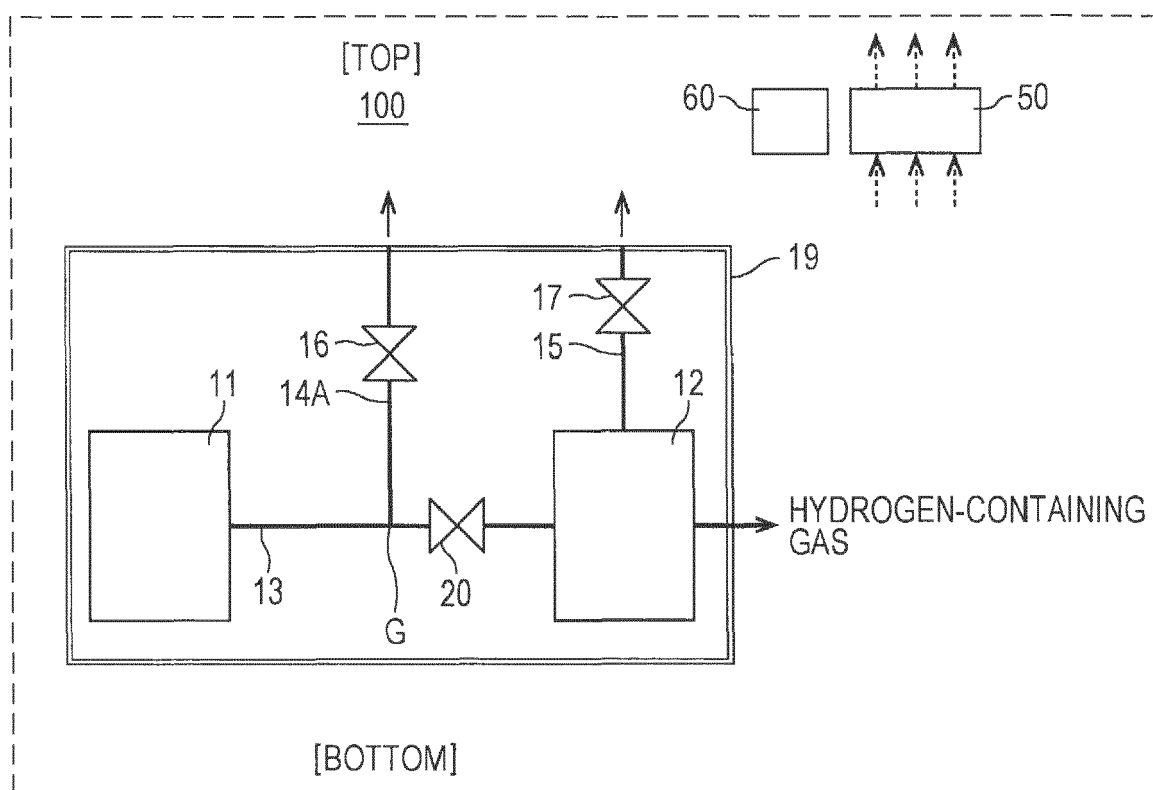 [TOP]
100
60
50
19
17
16
15
14A
12
11
HYDROGEN-CONTAINING
GAS
13
20
G
[BOTTOM]